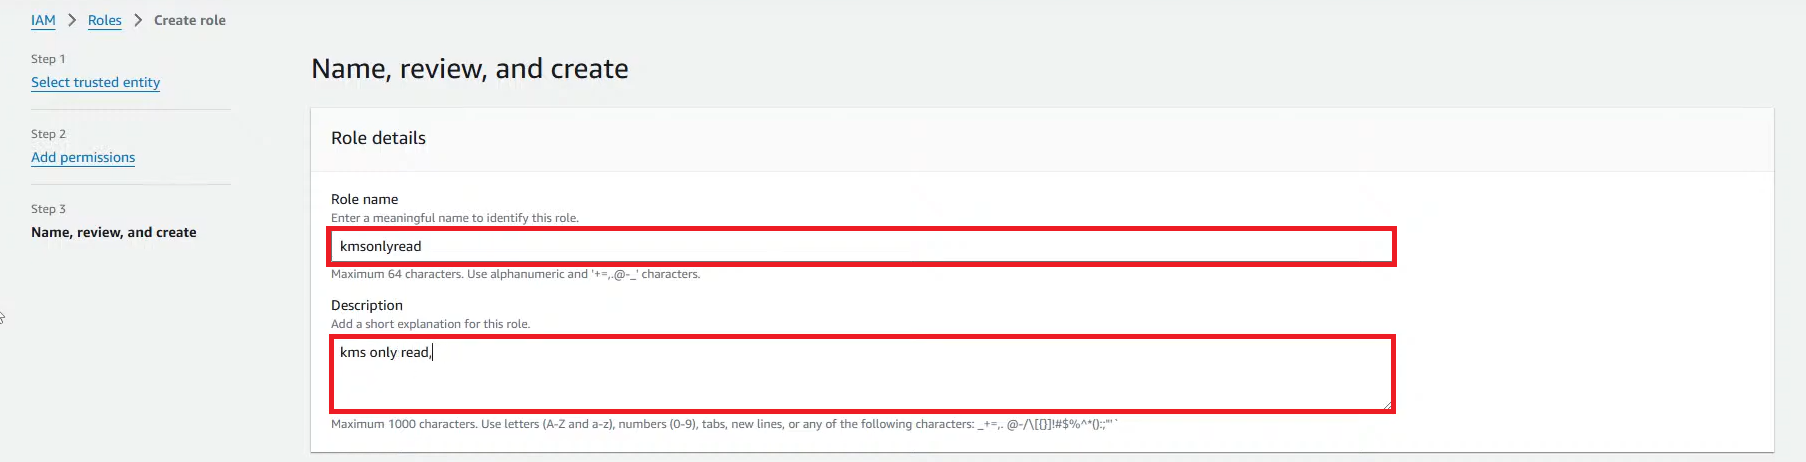 IAM > Roles > Create role
Step 1
Select trusted entity
Step 2
Add permissions
Step 3
Name, review, and create
Name, review, and create
Role details
Role name
Enter a meaningful name to identify this role.
kmsonlyread
Maximum 64 characters. Use alphanumeric and '+=,.@-_' characters.
Description
Add a short explanation for this role.
kms only read,
Maximum 1000 characters. Use letters (A-Z and a-z), numbers (0-9), tabs, new lines, or any of the following characters: _+=,. @-/\[{}]!#$%^*();:"'`